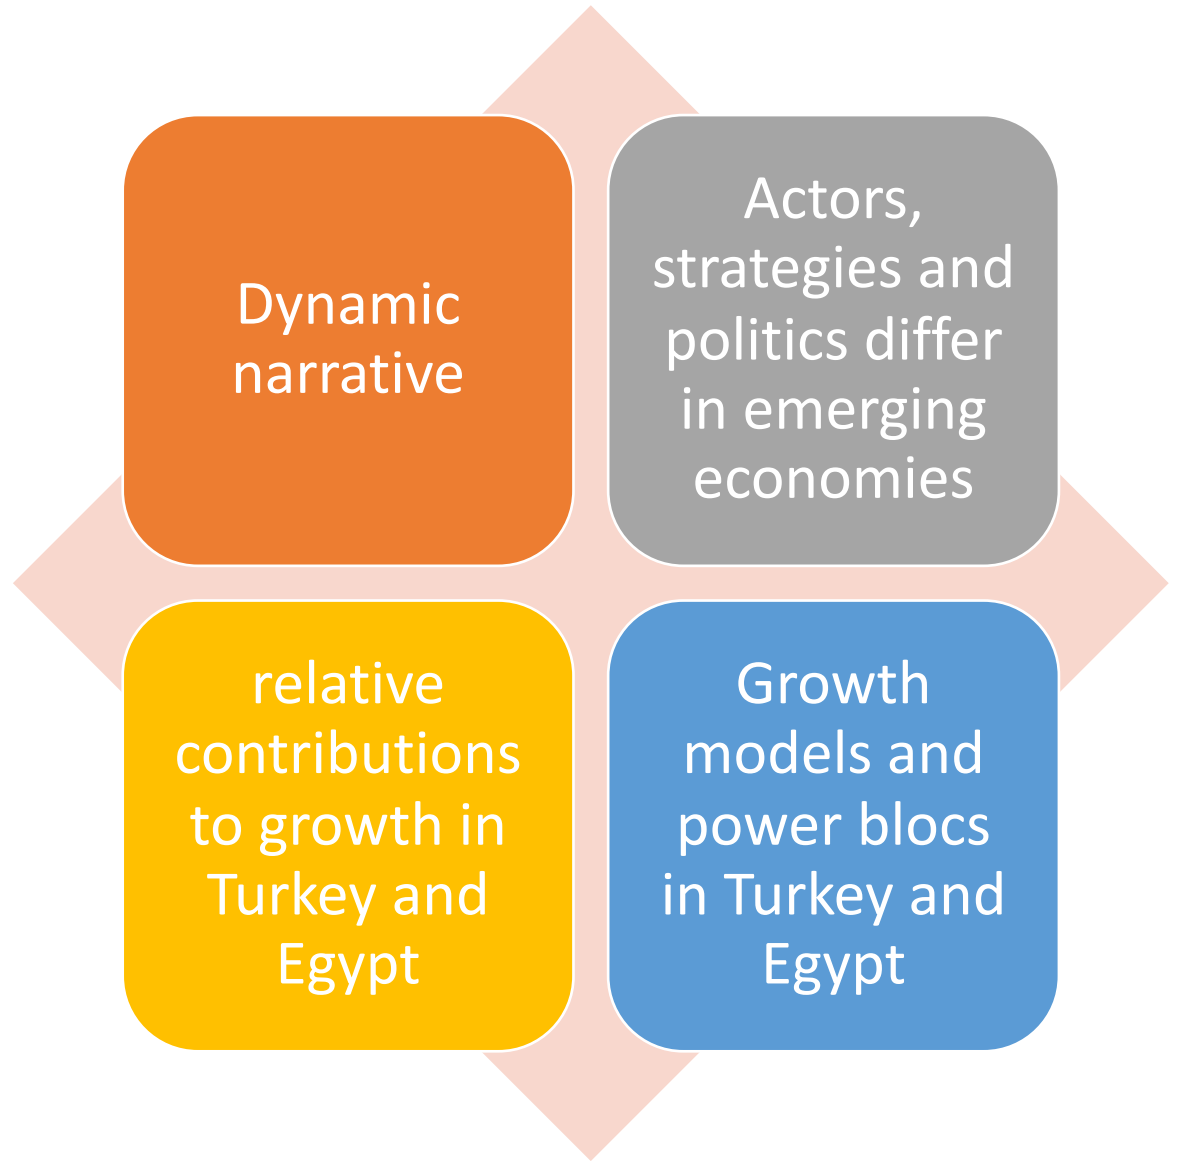 Dynamic
narrative
Actors,
strategies and
politics differ
in emerging
economies
relative
contributions
to growth in
Turkey and
Egypt
Growth
models and
power blocs
in Turkey and
Egypt